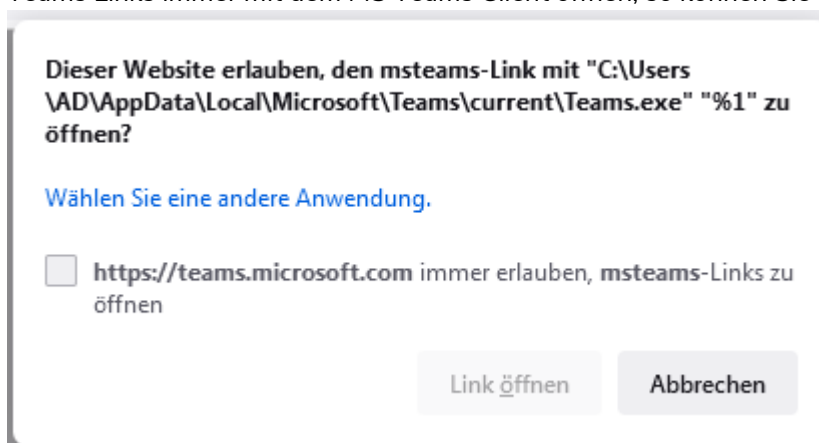 Teams-Links immer mit dem MS Teams Client öffnen, so können Sie
Dieser Website erlauben, den msteams-Link mit "C:\Users
\AD\AppData\Local\Microsoft\Teams\current\Teams.exe" "%1" zu
öffnen?
Wählen Sie eine andere Anwendung.
https://teams.microsoft.com immer erlauben, msteams-Links zu
öffnen
Link öffnen
Abbrechen